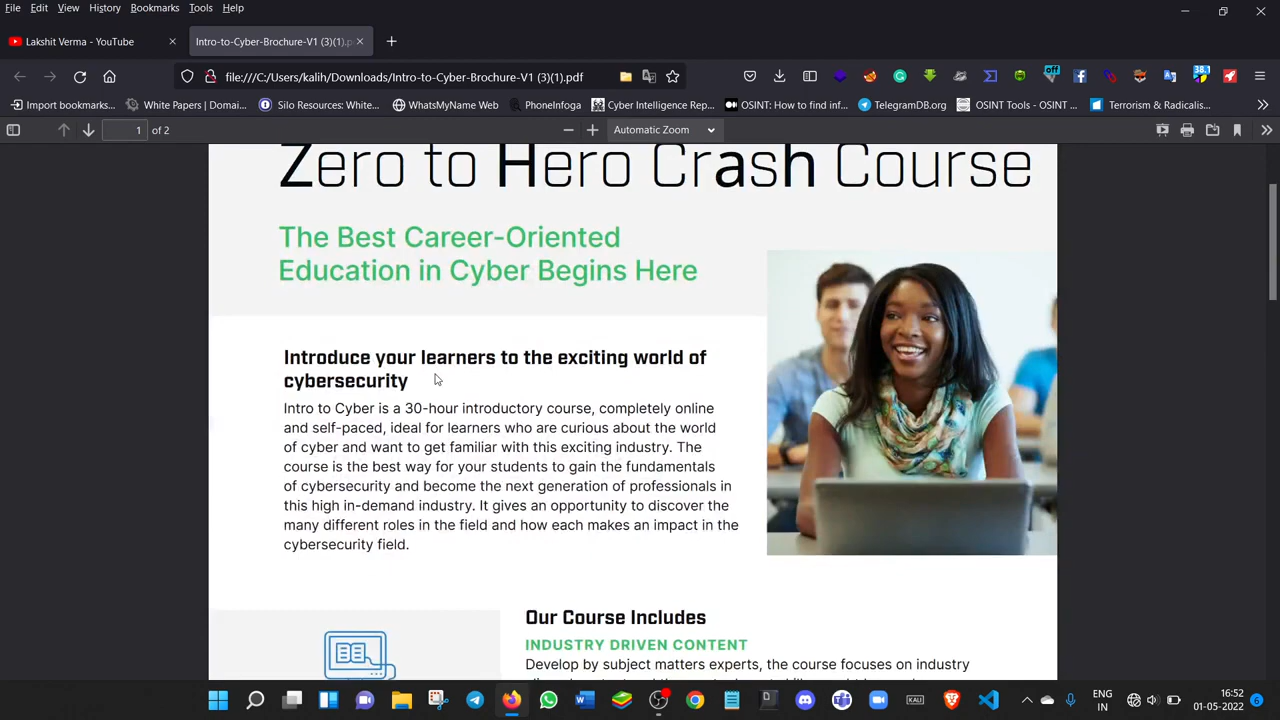 File Edit View History Bookmarks Tools Help
Lakshit Verma - YouTube
Intro-to-Cyber-Brochure-V1 (3)(1).p
file:///C:/Users/kalih/Downloads/Intro-to-Cyber-Brochure-V1 (3)(1).pdf
off
38.1
Import bookmarks...
White Papers | Domai...
Silo Resources: White...
WhatsMyName Web
PhoneInfoga
Cyber Intelligence Rep...
OSINT: How to find inf...
TelegramDB.org
OSINT Tools - OSINT ...
Terrorism & Radicalis...
1 of 2
Automatic Zoom
Zero to Hero Crash Course
The Best Career-Oriented
Education in Cyber Begins Here
Introduce your learners to the exciting world of
cybersecurity
Intro to Cyber is a 30-hour introductory course, completely online
and self-paced, ideal for learners who are curious about the world
of cyber and want to get familiar with this exciting industry. The
course is the best way for your students to gain the fundamentals
of cybersecurity and become the next generation of professionals in
this high in-demand industry. It gives an opportunity to discover the
many different roles in the field and how each makes an impact in the
cybersecurity field.
Our Course Includes
INDUSTRY DRIVEN CONTENT
Develop by subject matters experts, the course focuses on industry
KALI
ENG
IN
16:52
01-05-2022
6